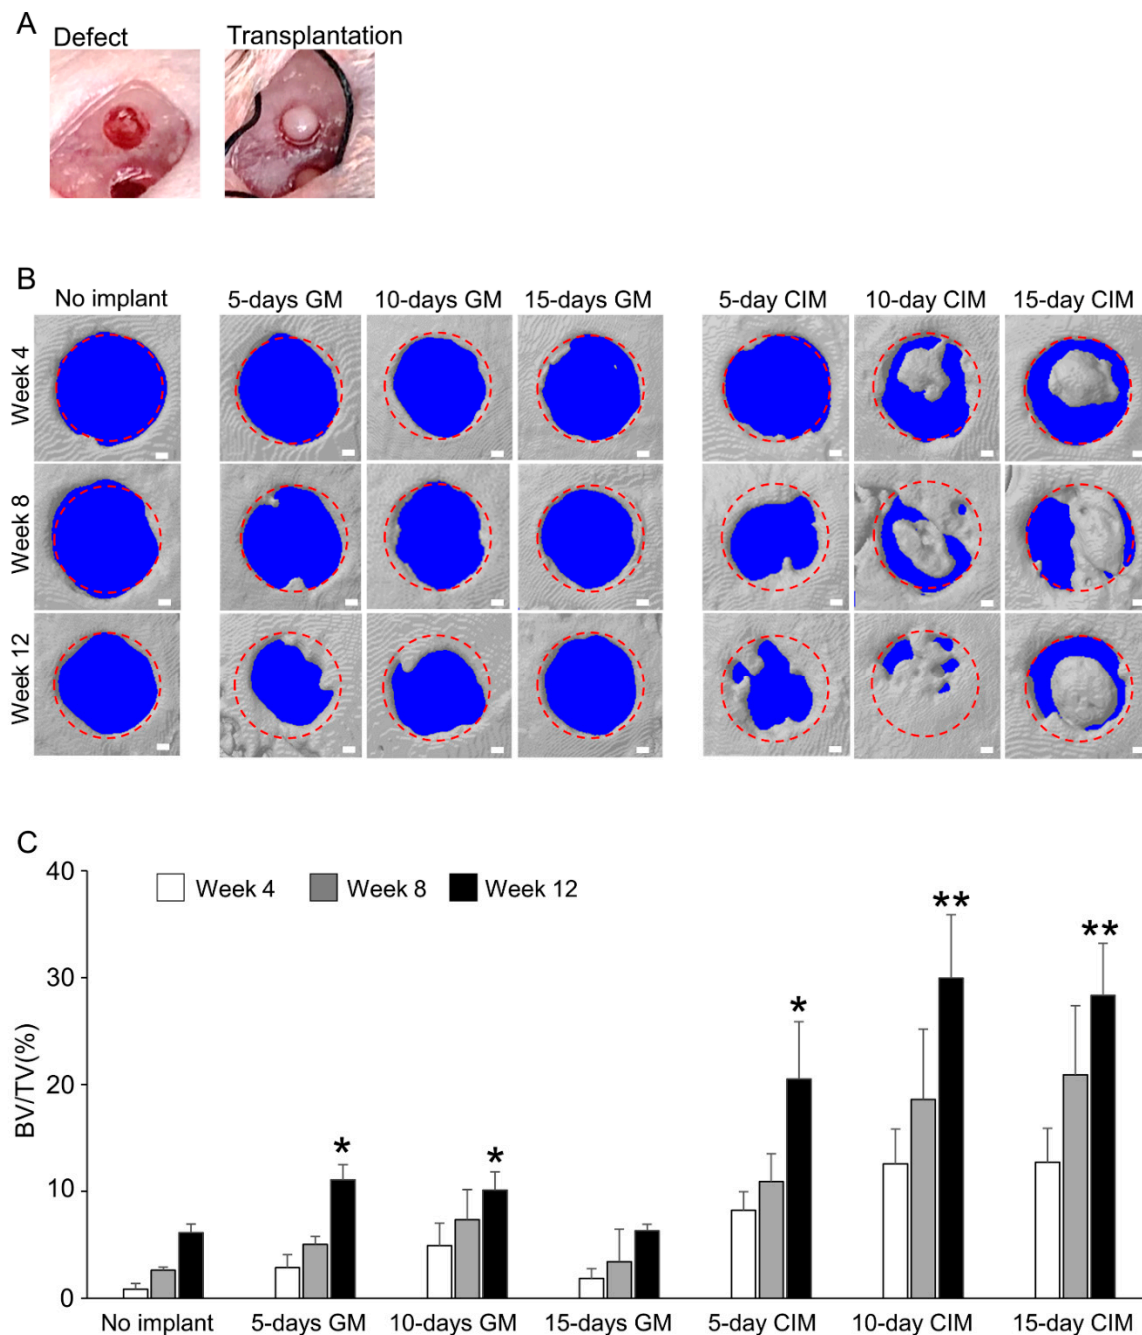 A
Defect
Transplantation
B
No implant
5-days GM
10-days GM
15-days GM
5-day CIM
10-day CIM
15-day CIM
Week 4
Week 8
Week 12
C
40
30
20
10
0
BV/TV(%)
Week 4
Week 8
Week 12
*
*
*
**
**
No implant
5-days GM
10-days GM
15-days GM
5-day CIM
10-day CIM
15-day CIM